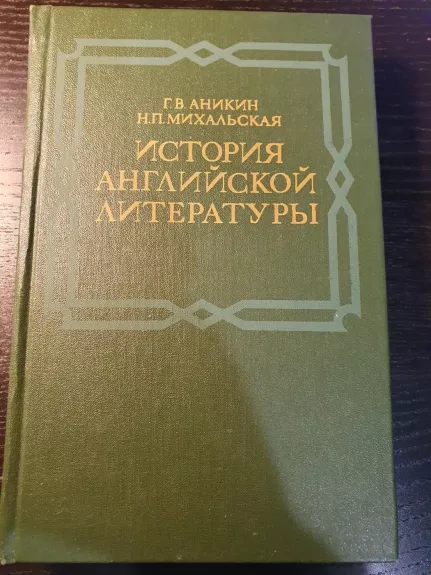 Г.В. АНИКИН
Н.П. МИХАЛЬСКАЯ
ИСТОРИЯ
АНГЛИЙСКОЙ
ЛИТЕРАТУРЫ